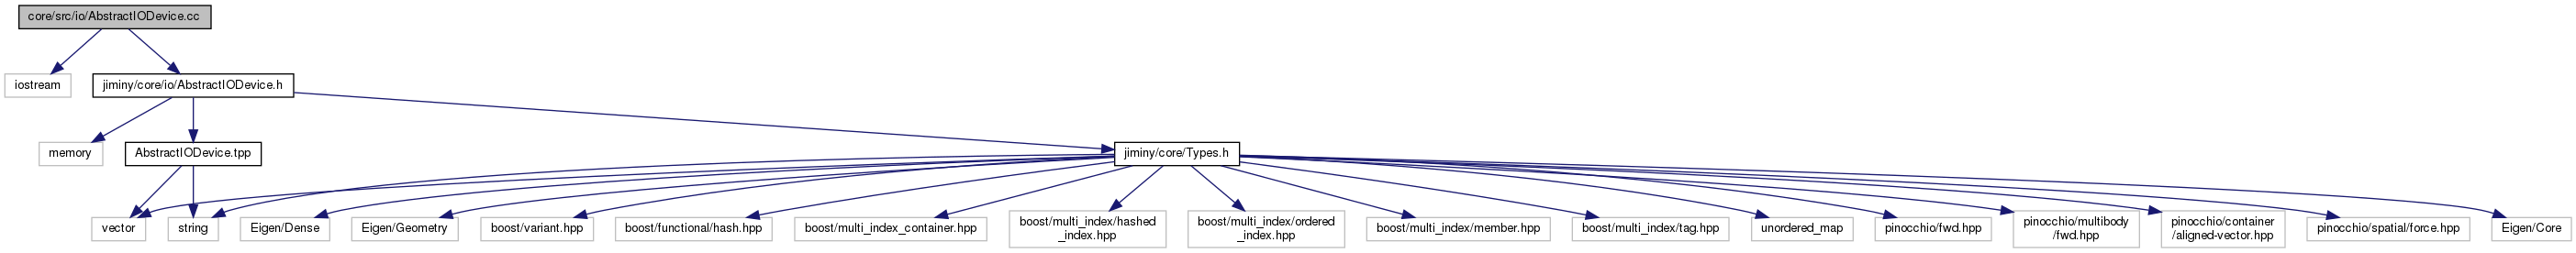 core/src/io/AbstractIODevice.cc
iostream
jiminy/core/io/AbstractIODevice.h
memory
AbstractIODevice.tpp
jiminy/core/Types.h
vector
string
Eigen/Dense
Eigen/Geometry
boost/variant.hpp
boost/functional/hash.hpp
boost/multi_index_container.hpp
boost/multi_index/hashed
_index.hpp
boost/multi_index/ordered
_index.hpp
boost/multi_index/member.hpp
boost/multi_index/tag.hpp
unordered_map
pinocchio/fwd.hpp
pinocchio/multibody
/fwd.hpp
pinocchio/container
/aligned-vector.hpp
pinocchio/spatial/force.hpp
Eigen/Core